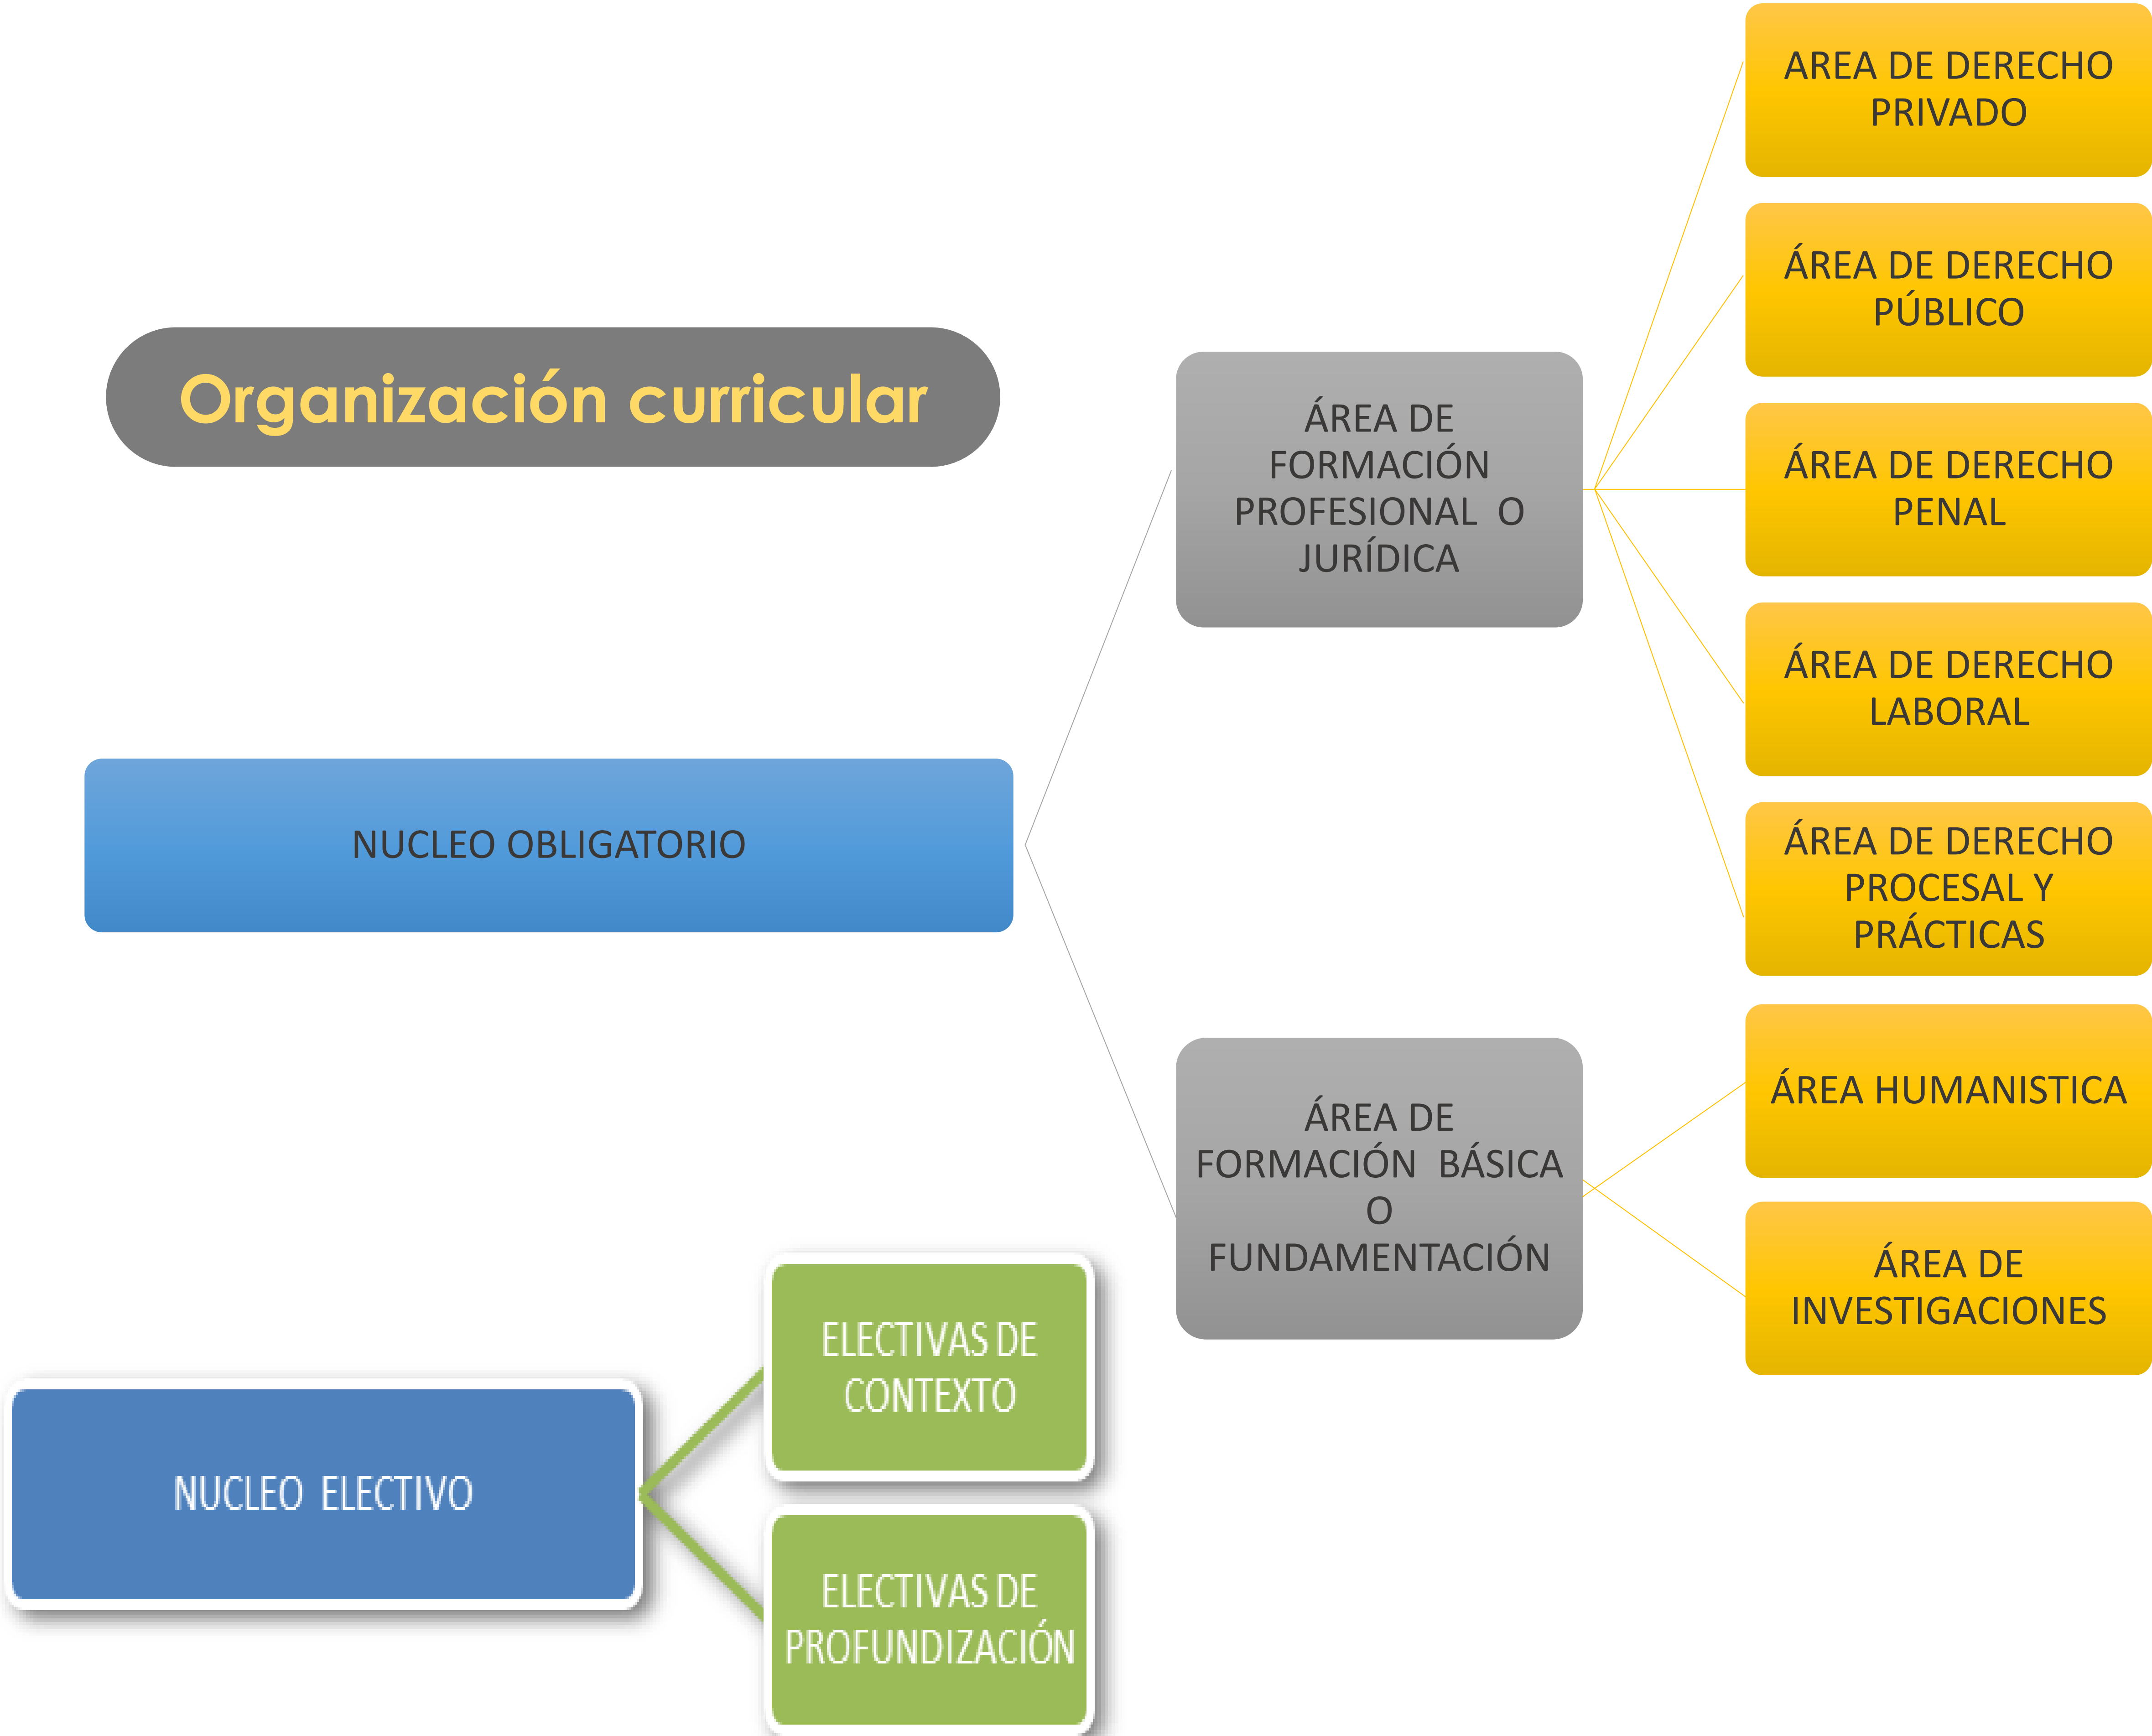 Organización curricular
NUCLEO OBLIGATORIO
ÁREA DE
FORMACIÓN
PROFESIONAL O
JURÍDICA
AREA DE DERECHO
PRIVADO
ÁREA DE DERECHO
PÚBLICO
ÁREA DE DERECHO
PENAL
ÁREA DE DERECHO
LABORAL
ÁREA DE DERECHO
PROCESAL Y
PRÁCTICAS
ÁREA DE
FORMACIÓN BÁSICA
O
FUNDAMENTACIÓN
ÁREA HUMANISTICA
ÁREA DE
INVESTIGACIONES
NUCLEO ELECTIVO
ELECTIVAS DE
CONTEXTO
ELECTIVAS DE
PROFUNDIZACIÓN